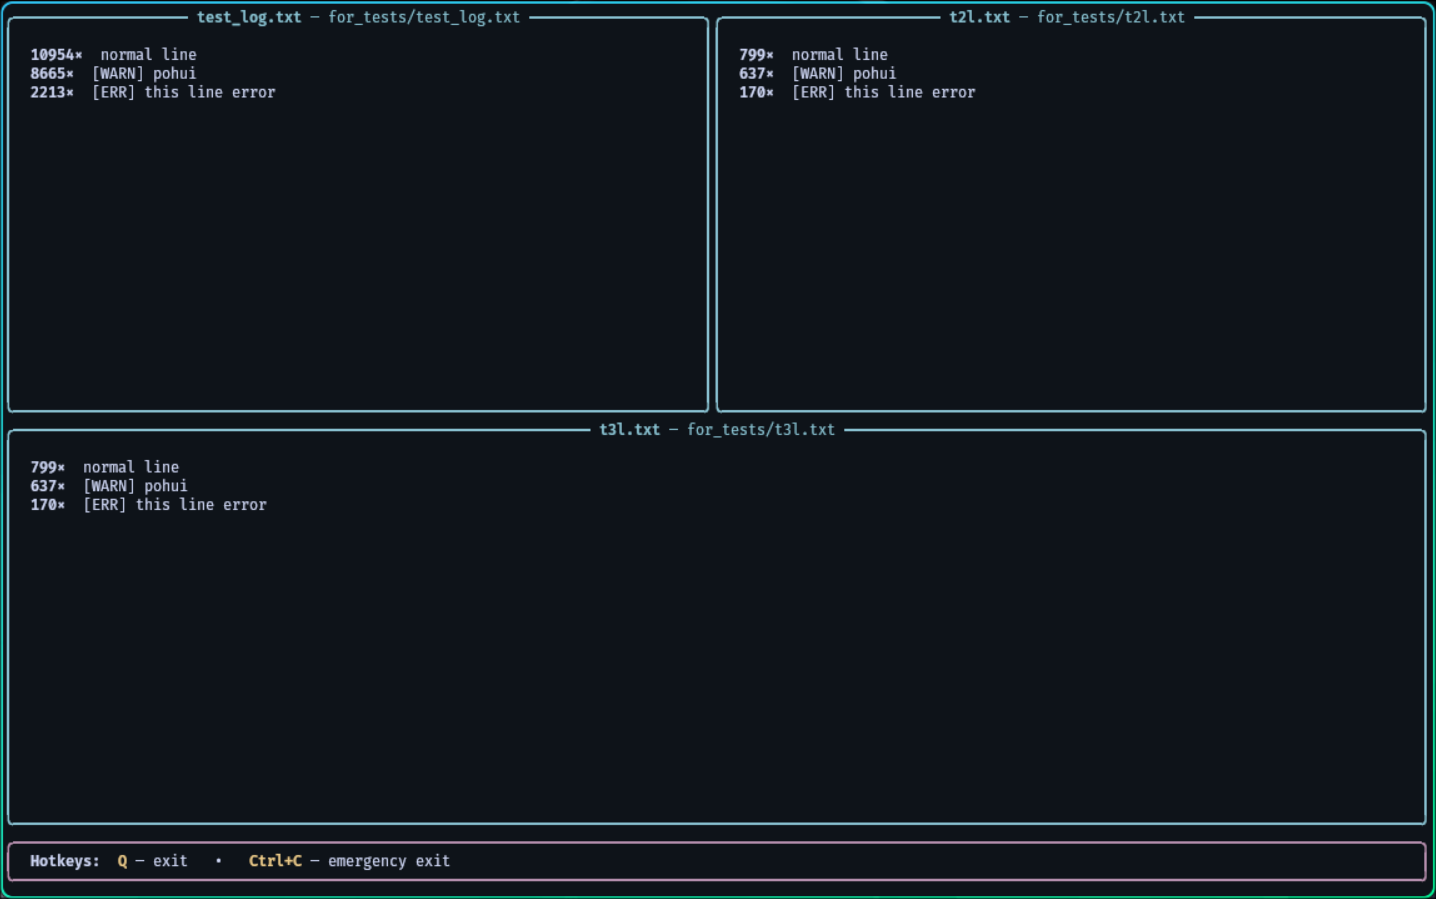 test_log.txt — for_tests/test_log.txt
10954× normal line
8665× [WARN] pohui
2213× [ERR] this line error
t2l.txt — for_tests/t2l.txt
799× normal line
637× [WARN] pohui
170× [ERR] this line error
t3l.txt — for_tests/t3l.txt
799× normal line
637× [WARN] pohui
170× [ERR] this line error
Hotkeys: Q — exit • Ctrl+C — emergency exit